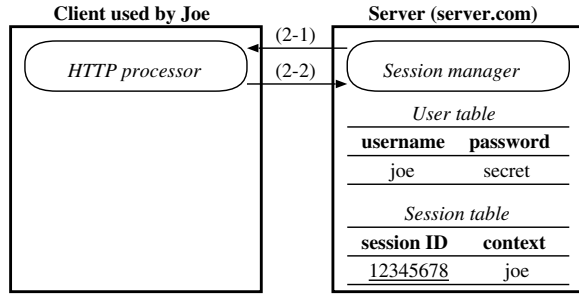 Client used by Joe
Server (server.com)
(2-1)
HTTP processor
(2-2)
Session manager
User table
username password
joe secret
Session table
session ID context
12345678 joe